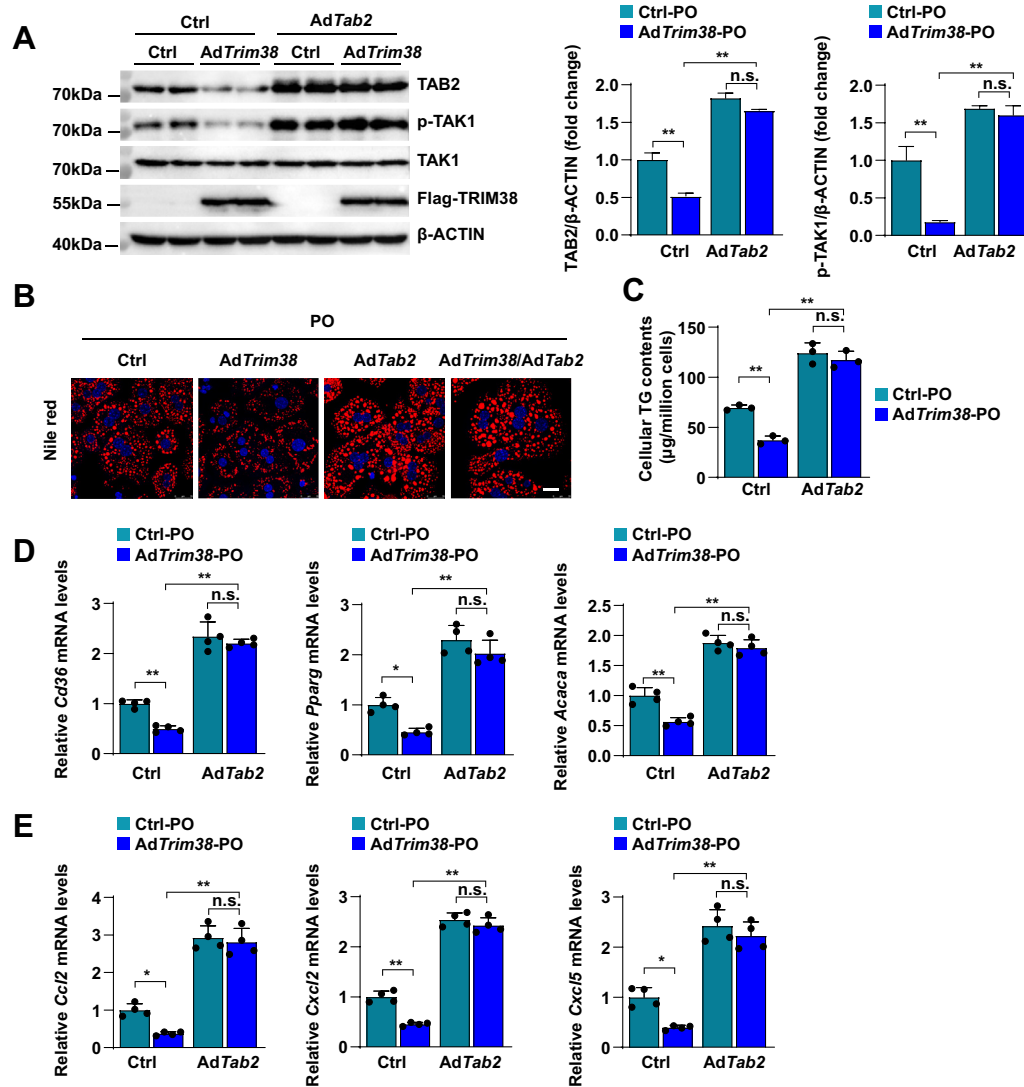 A
Ctrl
AdTab2
Ctrl
AdTrim38
Ctrl
AdTrim38
70kDa
TAB2
70kDa
p-TAK1
70kDa
TAK1
55kDa
Flag-TRIM38
40kDa
β-ACTIN
Ctrl-PO
AdTrim38-PO
TAB2/β-ACTIN (fold change)
2.0
1.5
1.0
0.5
0.0
**
**
n.s.
Ctrl
AdTab2
Ctrl-PO
AdTrim38-PO
p-TAK1/β-ACTIN (fold change)
2.0
1.5
1.0
0.5
0.0
**
**
n.s.
Ctrl
AdTab2
B
PO
Ctrl
AdTrim38
AdTab2
AdTrim38/AdTab2
Nile red
C
Cellular TG contents
(μg/million cells)
150
100
50
0
**
**
n.s.
Ctrl
AdTab2
Ctrl-PO
AdTrim38-PO
D
Ctrl-PO
AdTrim38-PO
Relative Cd36 mRNA levels
3
2
1
0
**
**
n.s.
Ctrl
AdTab2
Ctrl-PO
AdTrim38-PO
Relative Pparg mRNA levels
3
2
1
0
*
**
n.s.
Ctrl
AdTab2
Ctrl-PO
AdTrim38-PO
Relative Acaca mRNA levels
2.5
2.0
1.5
1.0
0.5
0.0
**
**
n.s.
Ctrl
AdTab2
E
Ctrl-PO
AdTrim38-PO
Relative Ccl2 mRNA levels
4
3
2
1
0
*
**
n.s.
Ctrl
AdTab2
Ctrl-PO
AdTrim38-PO
Relative Cxcl2 mRNA levels
3
2
1
0
**
**
n.s.
Ctrl
AdTab2
Ctrl-PO
AdTrim38-PO
Relative Cxcl5 mRNA levels
3
2
1
0
*
**
n.s.
Ctrl
AdTab2